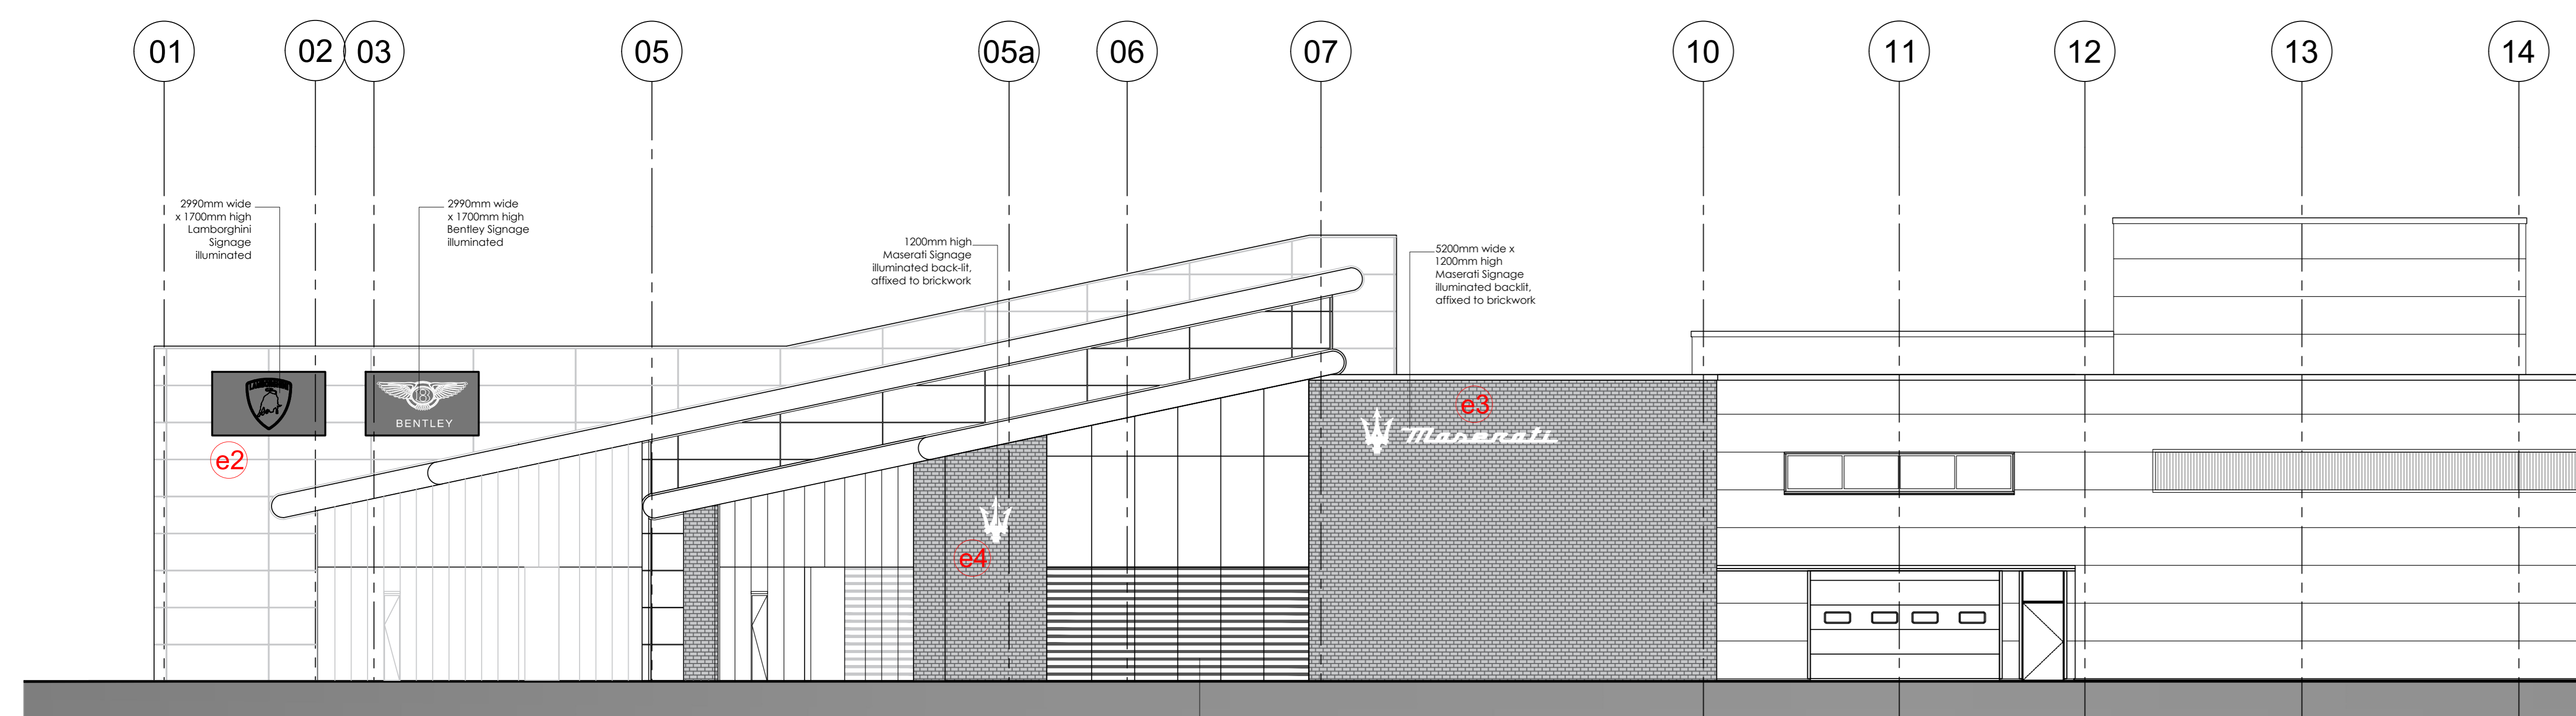 01
02
03
05
05a
06
07
10
11
12
13
14
2990mm wide
x 1700mm high
Lamborghini
Signage
illuminated
2990mm wide
x 1700mm high
Bentley Signage
illuminated
1200mm high
Maserati Signage
illuminated back-lit,
affixed to brickwork
5200mm wide x
1200mm high
Maserati Signage
illuminated backlit,
affixed to brickwork
LAMBORGHINI
B
BENTLEY
e2
e3
Maserati
e4